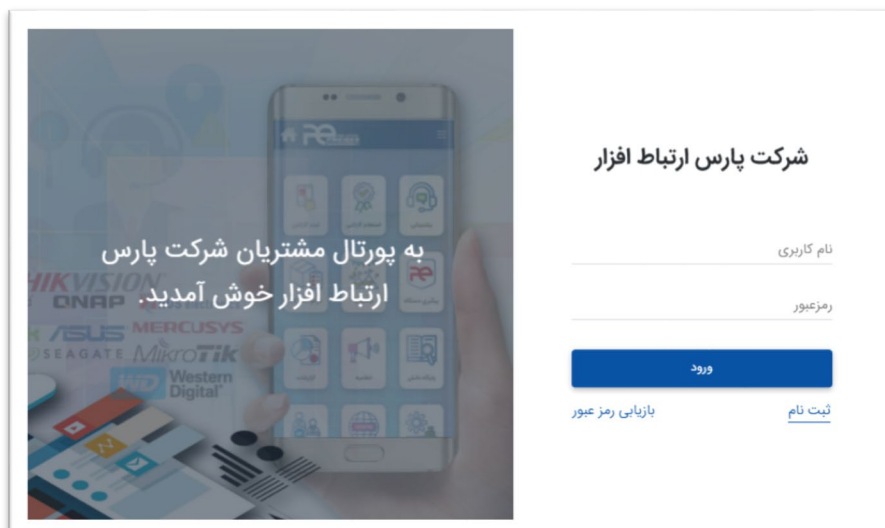 شرکت پارس ارتباط افزار
نام کاربری
رمزعبور
ورود
ثبت نام
بازیابی رمز عبور
به پورتال مشتریان شرکت پارس
ارتباط افزار خوش آمدید.
HIKVISION
QNAP
ASUS MERCUSYS
SEAGATE MikroTik
WD Western
Digital